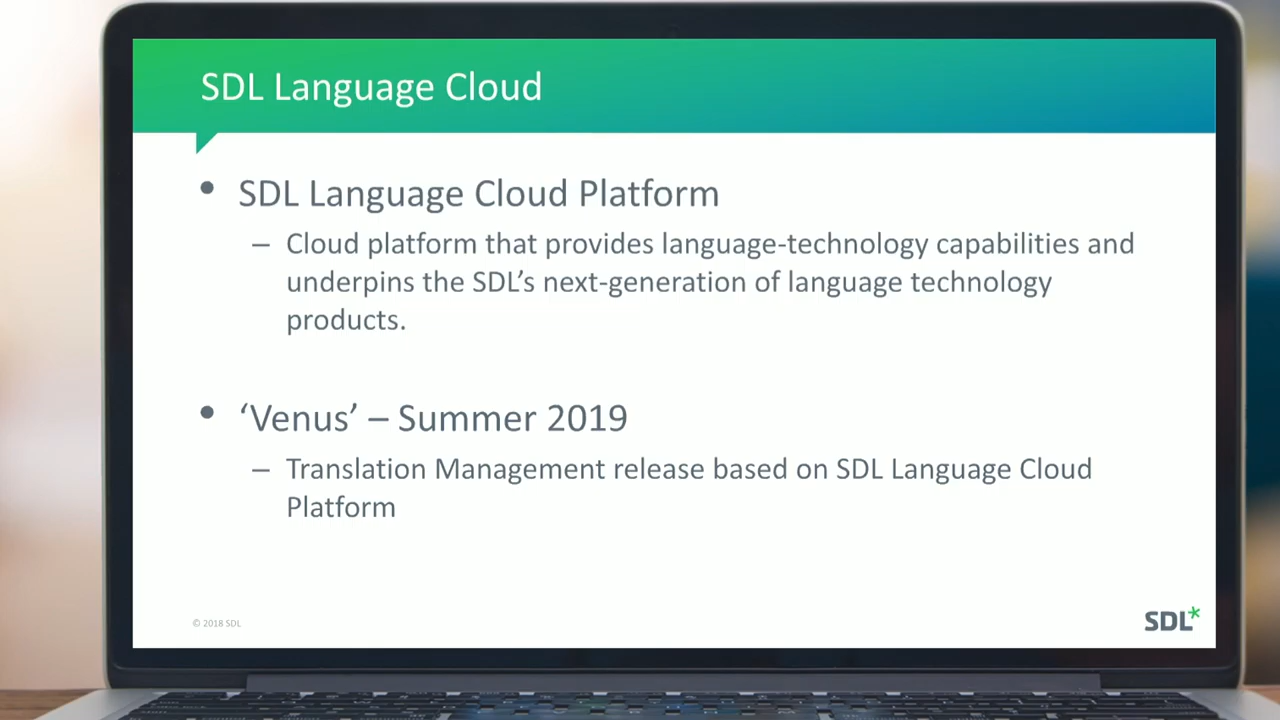 SDL Language Cloud
• SDL Language Cloud Platform
– Cloud platform that provides language-technology capabilities and
underpins the SDL’s next-generation of language technology
products.
• ‘Venus’ – Summer 2019
– Translation Management release based on SDL Language Cloud
Platform
© 2018 SDL
SDL*